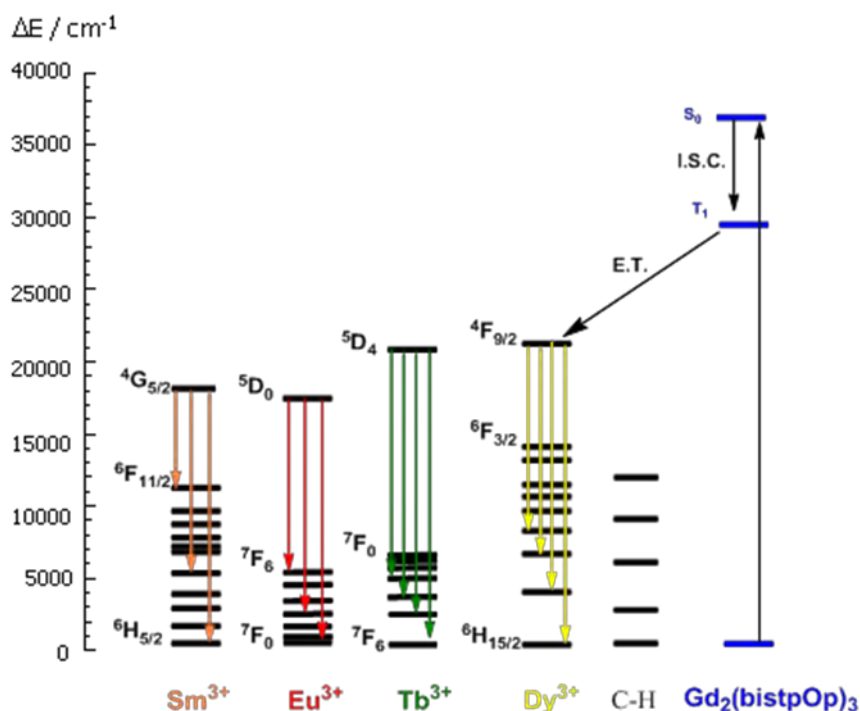 ΔE / cm⁻¹
40000
35000
30000
25000
20000
15000
10000
5000
0
S₀
I.S.C.
T₁
E.T.
⁴G₅/₂
⁶F₁₁/₂
⁶H₅/₂
⁵D₀
⁷F₆
⁷F₀
⁵D₄
⁷F₀
⁷F₆
⁴F₉/₂
⁶F₃/₂
⁶H₁₅/₂
Sm³⁺ Eu³⁺ Tb³⁺ Dy³⁺ C-H Gd₂(bistpOp)₃